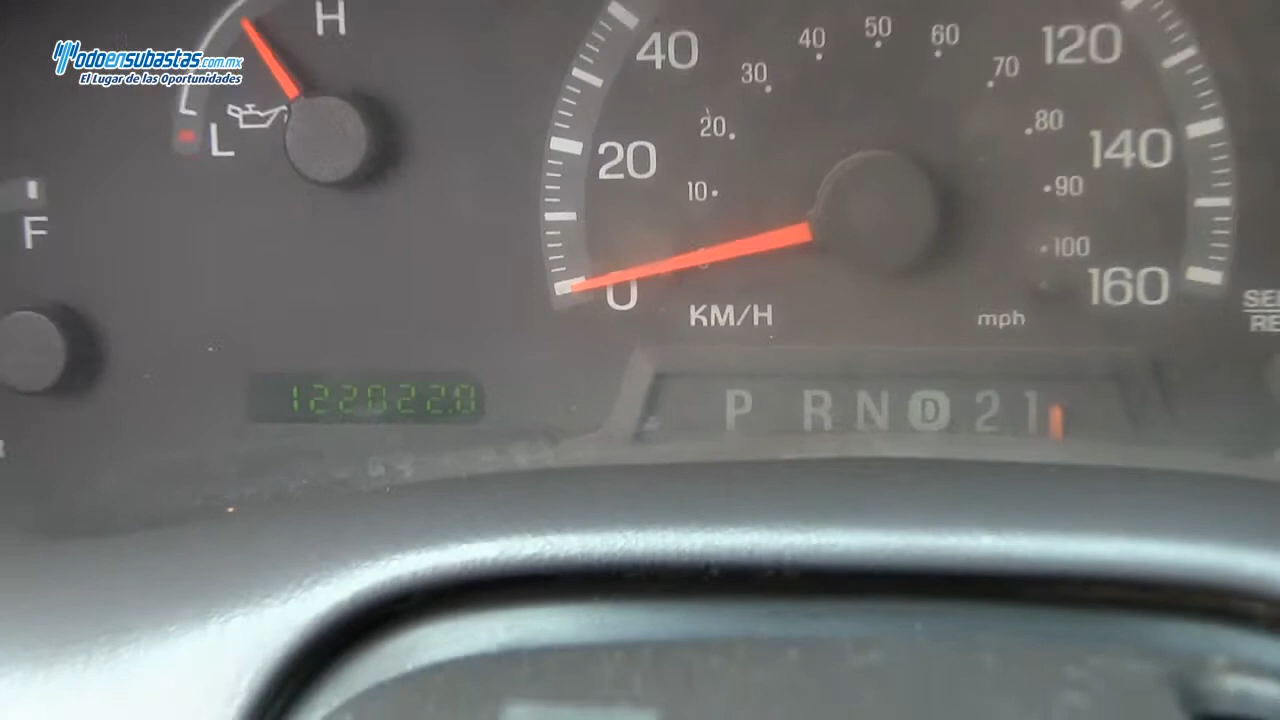 Todoensubastas.com.mx
El Lugar de las Oportunidades
H
L
F
40
20
0
10
20
30
40
50
60
70
80
90
100
120
140
160
KM/H
mph
122022.0
P R N D 2 1